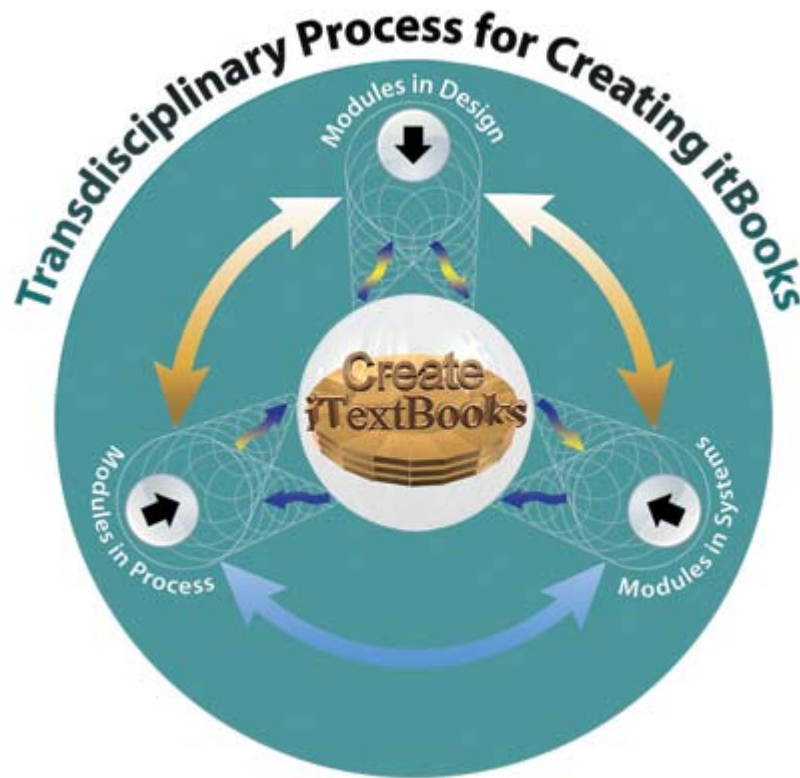 Transdisciplinary Process for Creating itBooks
Modules in Design
Create
iTextBooks
Modules in Process
Modules in Systems